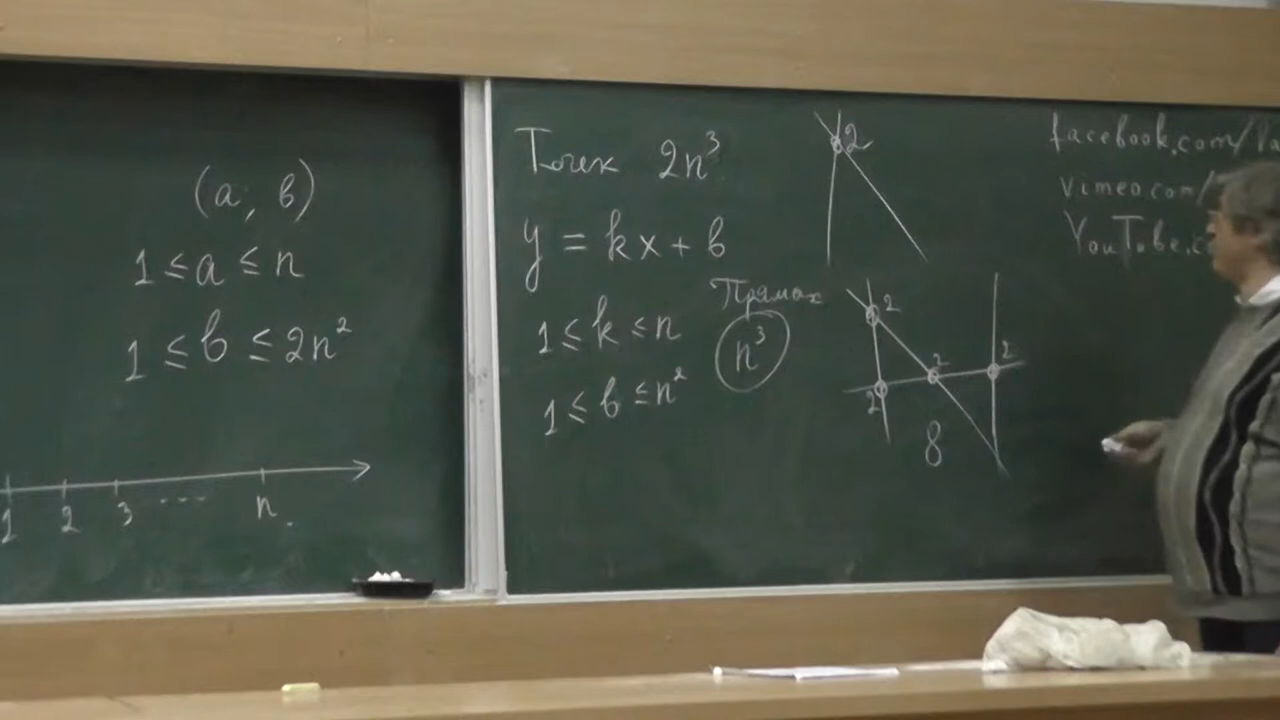 (a; b)
1 ≤ a ≤ n
1 ≤ b ≤ 2n²
1 2 3 ... n
Точек 2n³
y = kx + b
1 ≤ k ≤ n
1 ≤ b ≤ n²
Прямых
n³
2
2
2
2
2
8
facebook.com/Va
vimeo.com/
YouTube.c